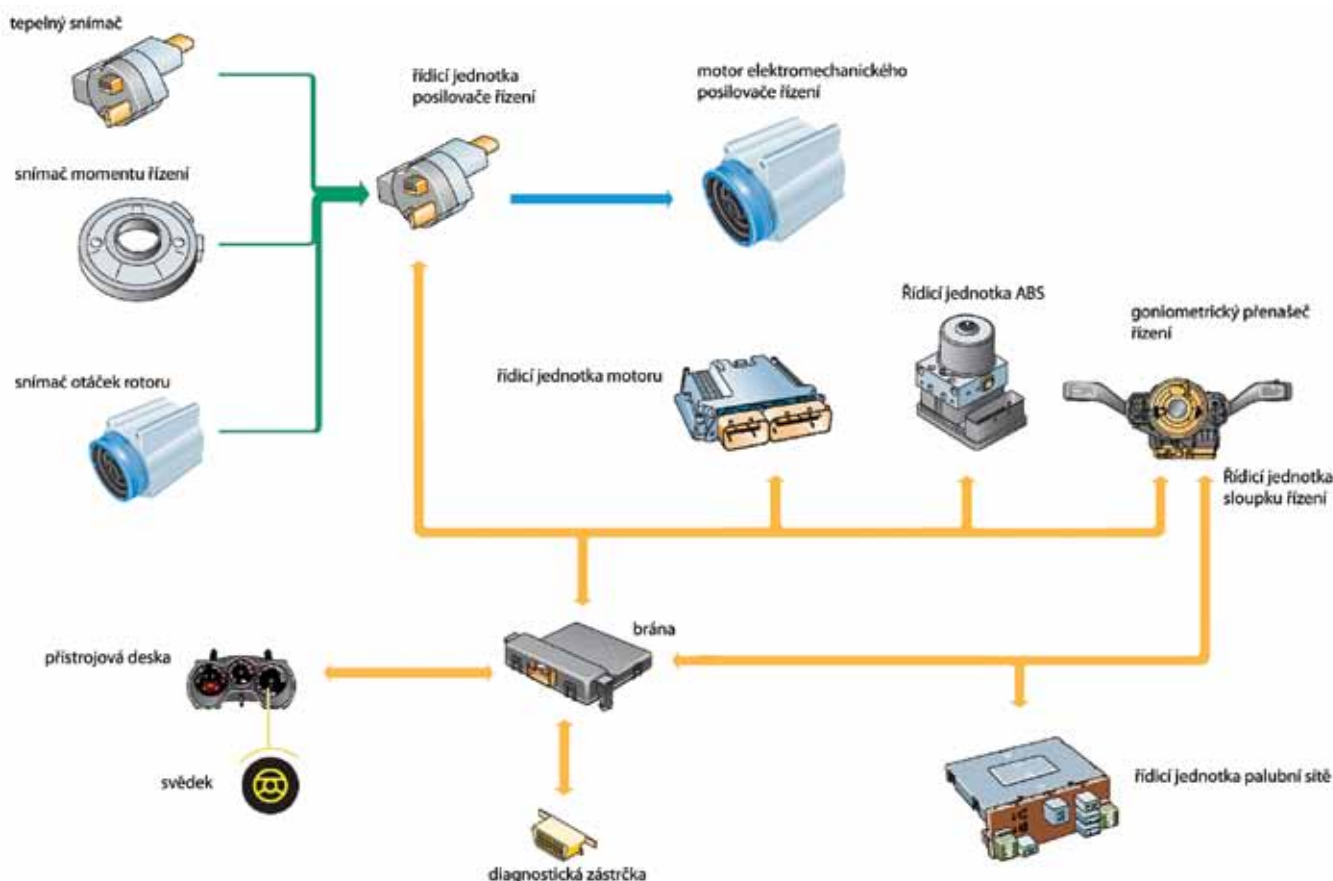 tepelný snímač
řídicí jednotka
posilovače řízení
motor elektromechanického
posilovače řízení
snímač momentu řízení
Řídicí jednotka ABS
goniometrický přenašeč
řízení
snímač otáček rotoru
řídicí jednotka motoru
Řídicí jednotka
sloupku řízení
brána
přístrojová deska
svědek
řídicí jednotka palubní sítě
diagnostická zástrčka